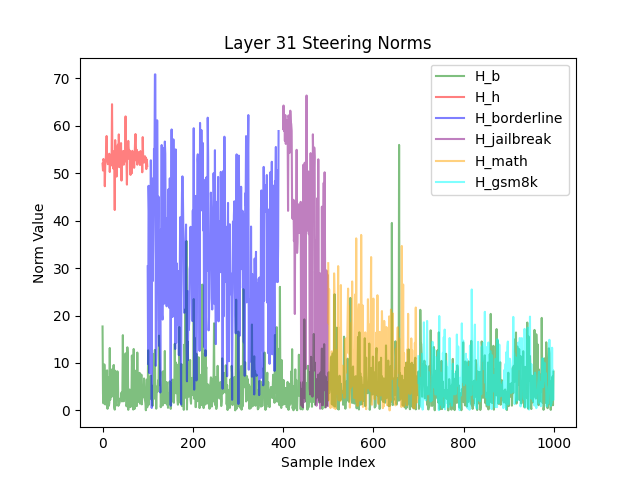 Layer 31 Steering Norms
H_b
H_h
H_borderline
H_jailbreak
H_math
H_gsm8k
Norm Value
70
60
50
40
30
20
10
0
0 200 400 600 800 1000
Sample Index